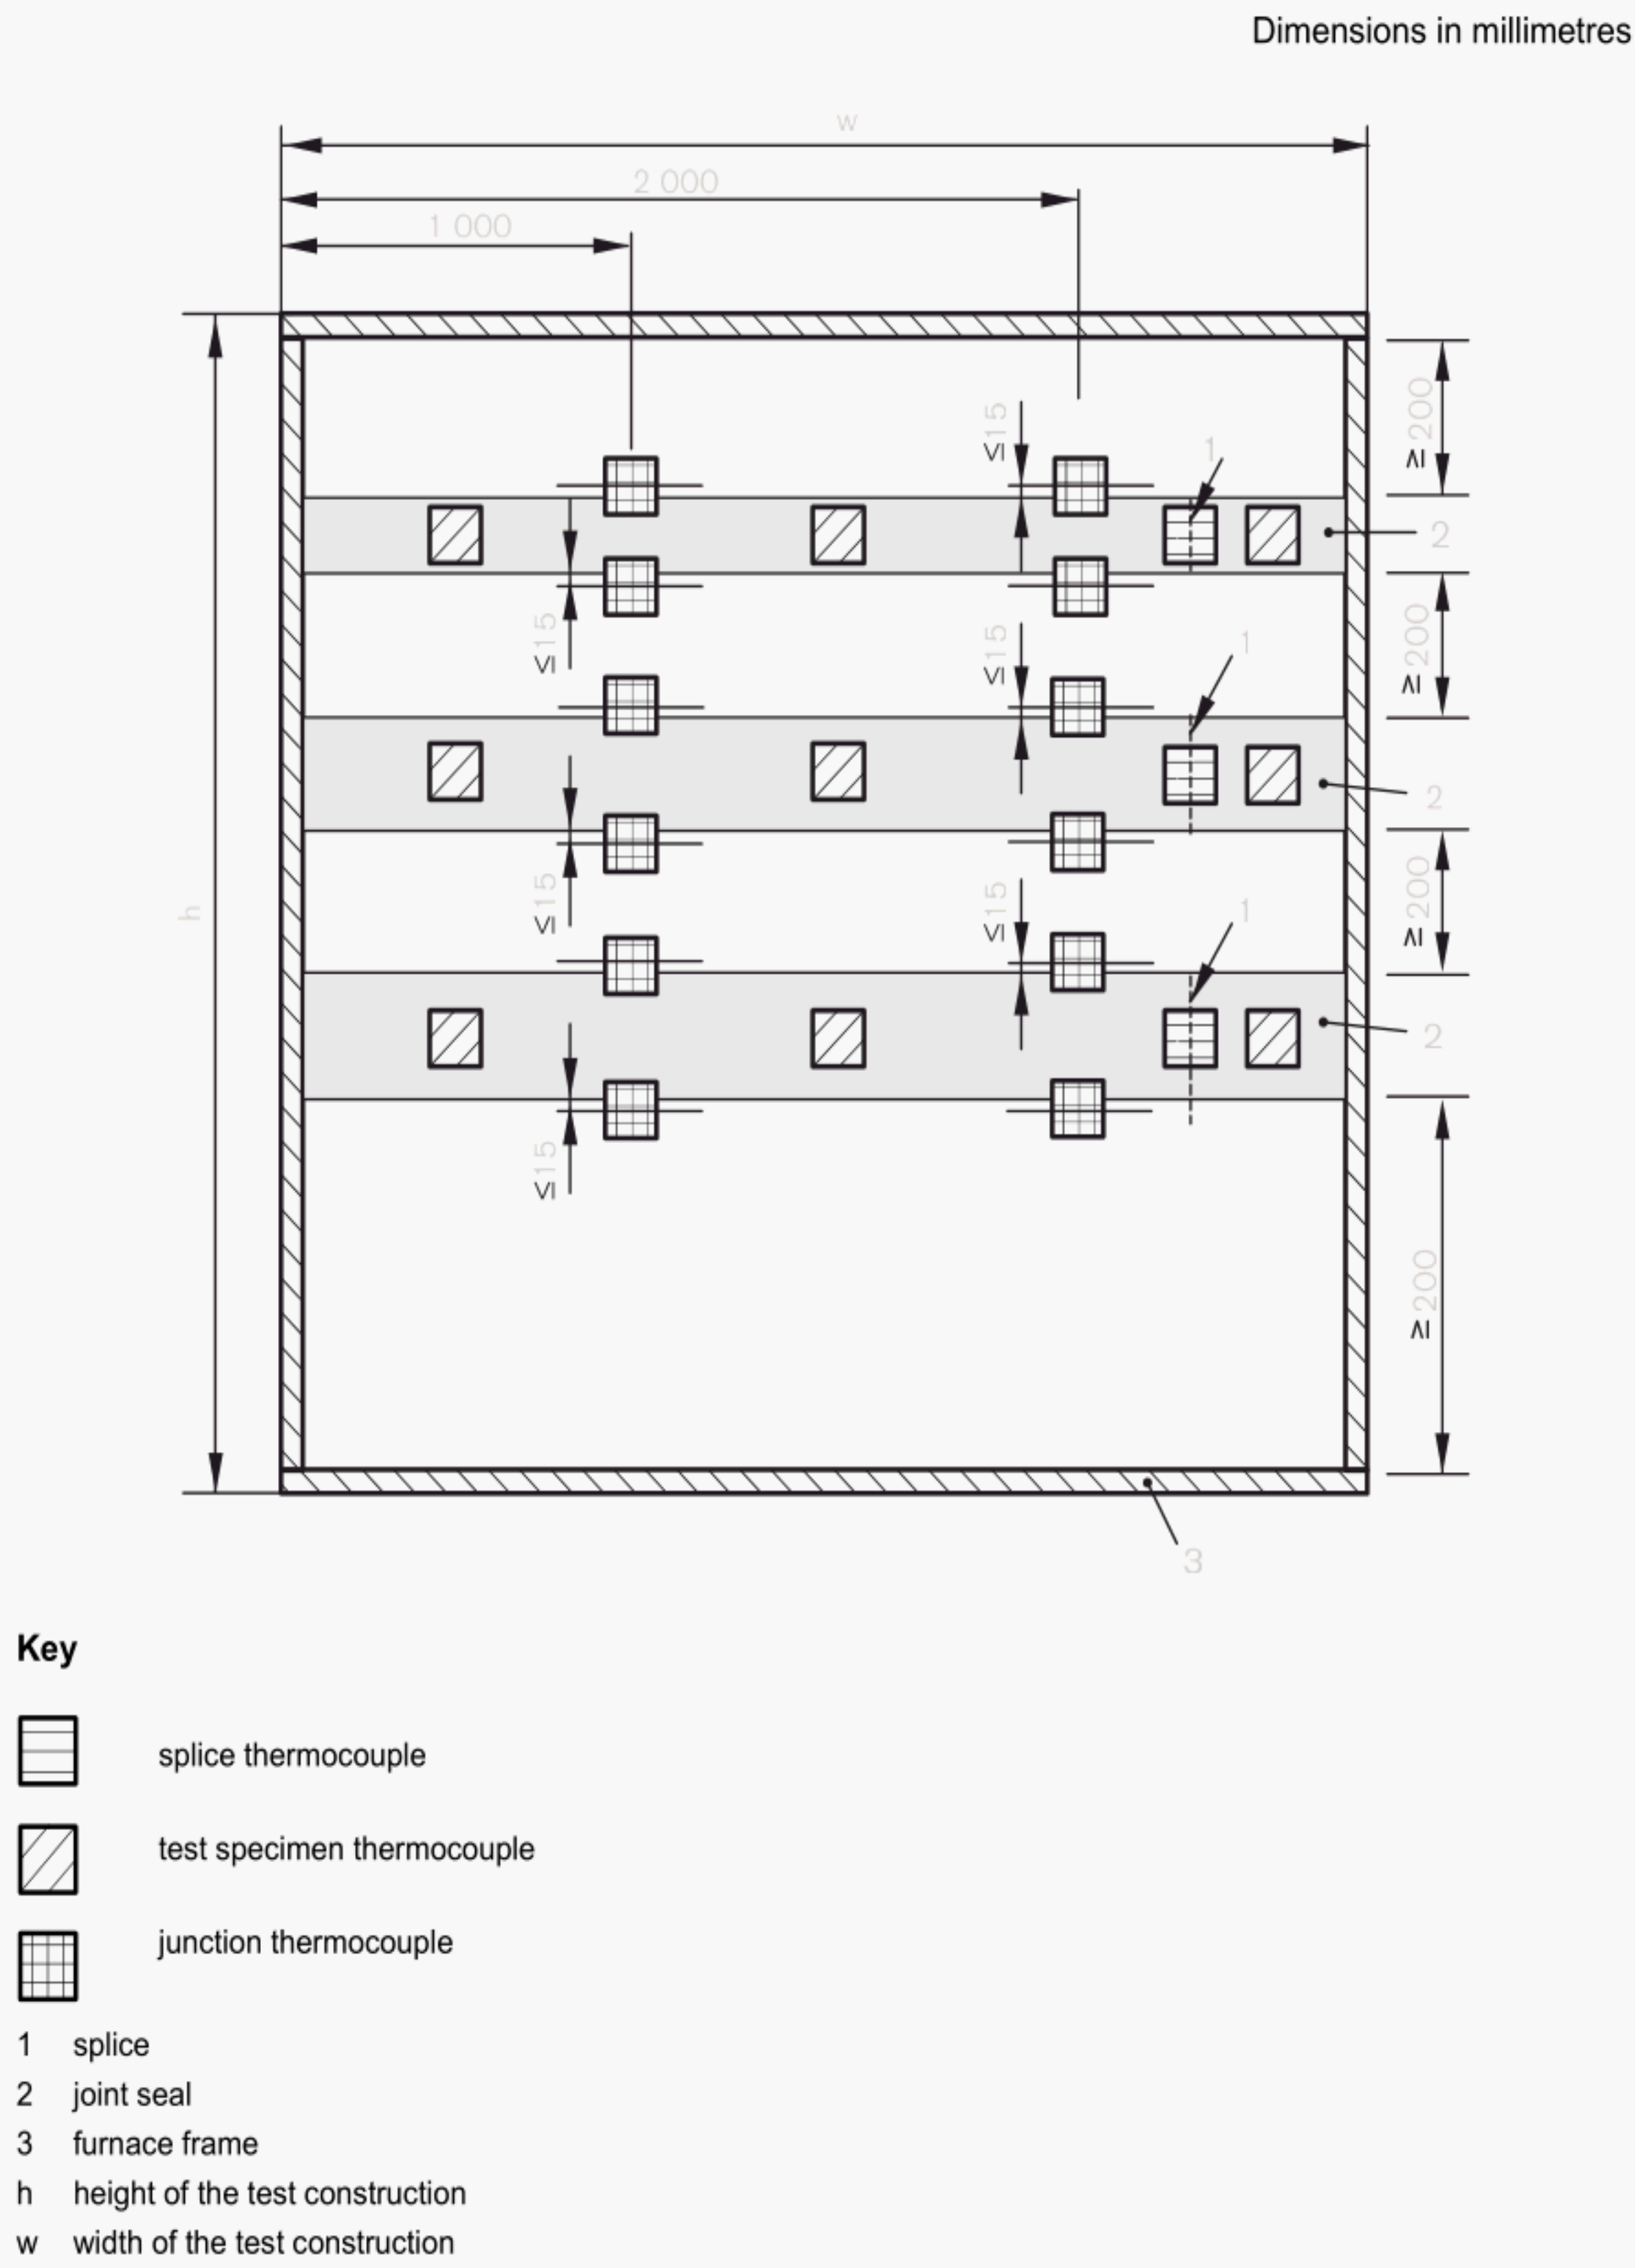 Dimensions in millimetres
w
2 000
1 000
≤15
1
≥200
2
≤15
≤15
1
≥200
2
h
≤15
≤15
1
≥200
2
≤15
≥200
3
Key
splice thermocouple
test specimen thermocouple
junction thermocouple
1 splice
2 joint seal
3 furnace frame
h height of the test construction
w width of the test construction